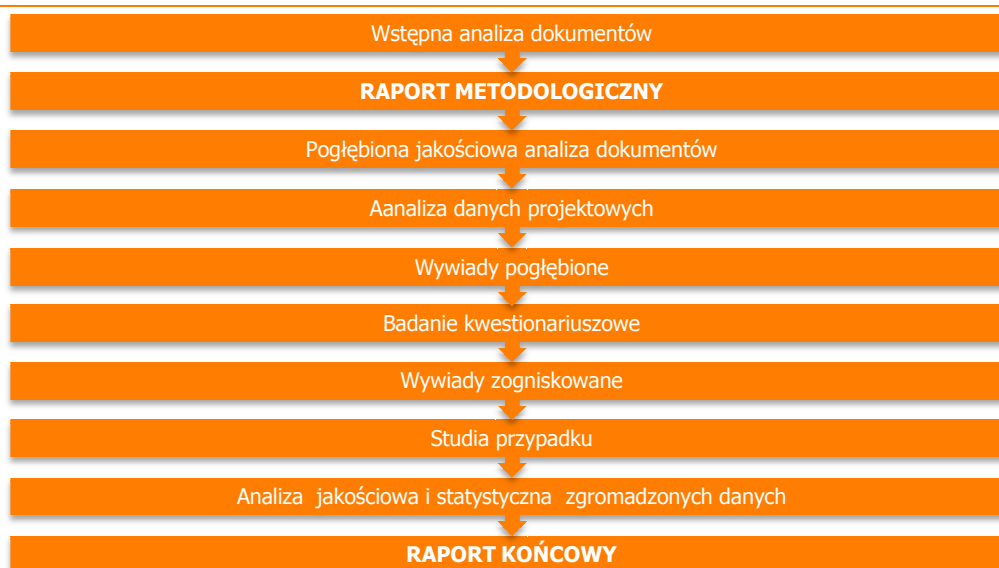 Wstępna analiza dokumentów
RAPORT METODOLOGICZNY
Pogłębiona jakościowa analiza dokumentów
Aanaliza danych projektowych
Wywiady pogłębione
Badanie kwestionariuszowe
Wywiady zogniskowane
Studia przypadku
Analiza  jakościowa i statystyczna  zgromadzonych danych
RAPORT KOŃCOWY